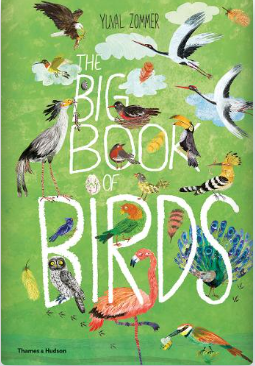 YUVAL ZOMMER
THE
BIG
BOOK
OF
BIRDS
Thames & Hudson